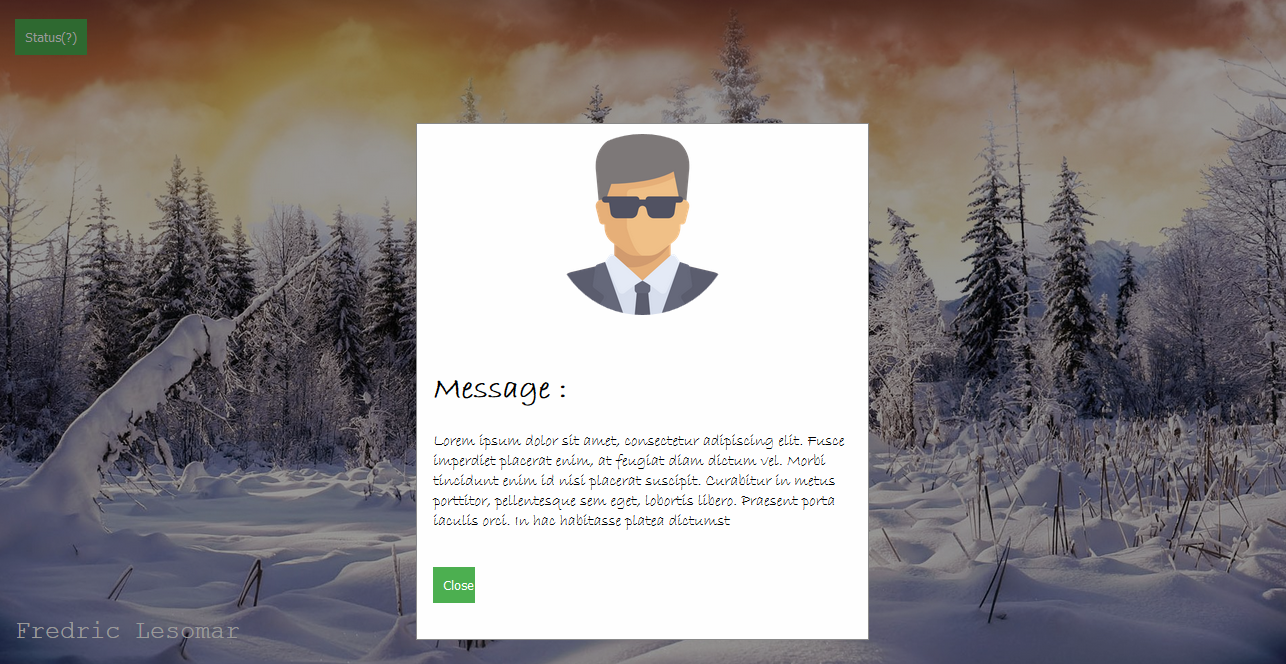 Status(?)
Message :
Lorem ipsum dolor sit amet, consectetur adipiscing elit. Fusce
imperdiet placerat enim, at feugiat diam dictum vel. Morbi
tincidunt enim id nisi placerat suscipit. Curabitur in metus
porttitor, pellentesque sem eget, lobortis libero. Praesent porta
iaculis orci. In hac habitasse platea dictumst
Close
Fredric Lesomar